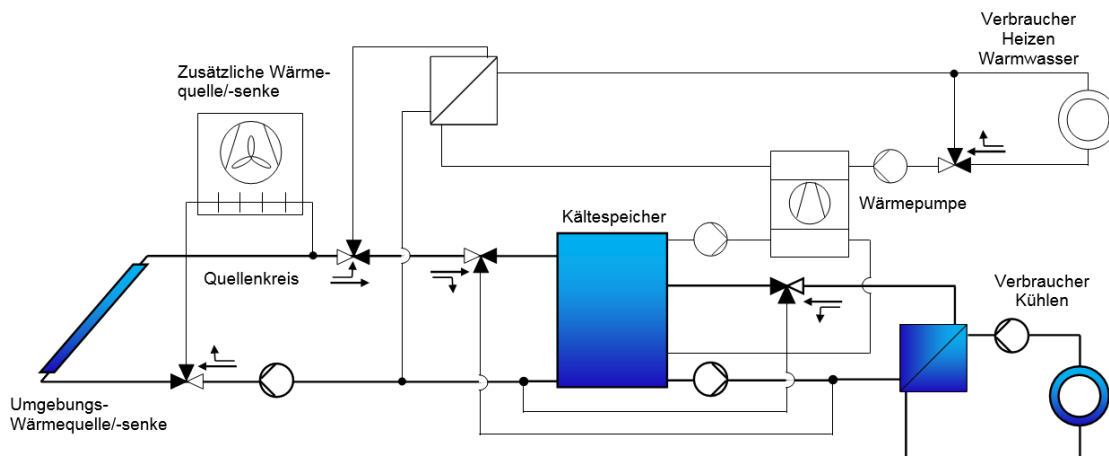 Verbraucher
Heizen
Warmwasser
Zusätzliche Wärme-
quelle/-senke
Wärmepumpe
Kältespeicher
Quellenkreis
Verbraucher
Kühlen
Umgebungs-
Wärmequelle/-senke